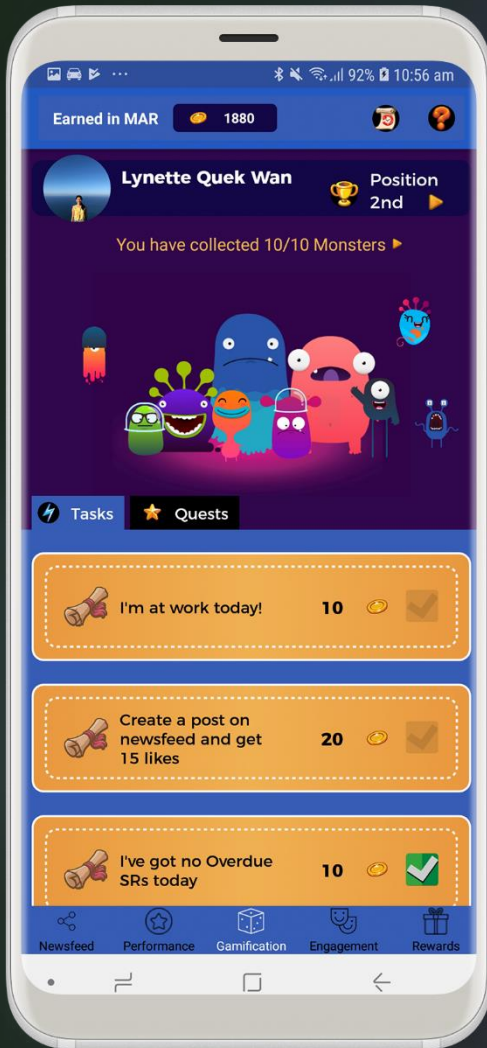 92% 10:56 am
Earned in MAR 1880
Lynette Quek Wan
Position
2nd
You have collected 10/10 Monsters
Tasks
Quests
I'm at work today! 10
Create a post on
newsfeed and get
15 likes
20
I've got no Overdue
SRs today
10
Newsfeed Performance Gamification Engagement Rewards